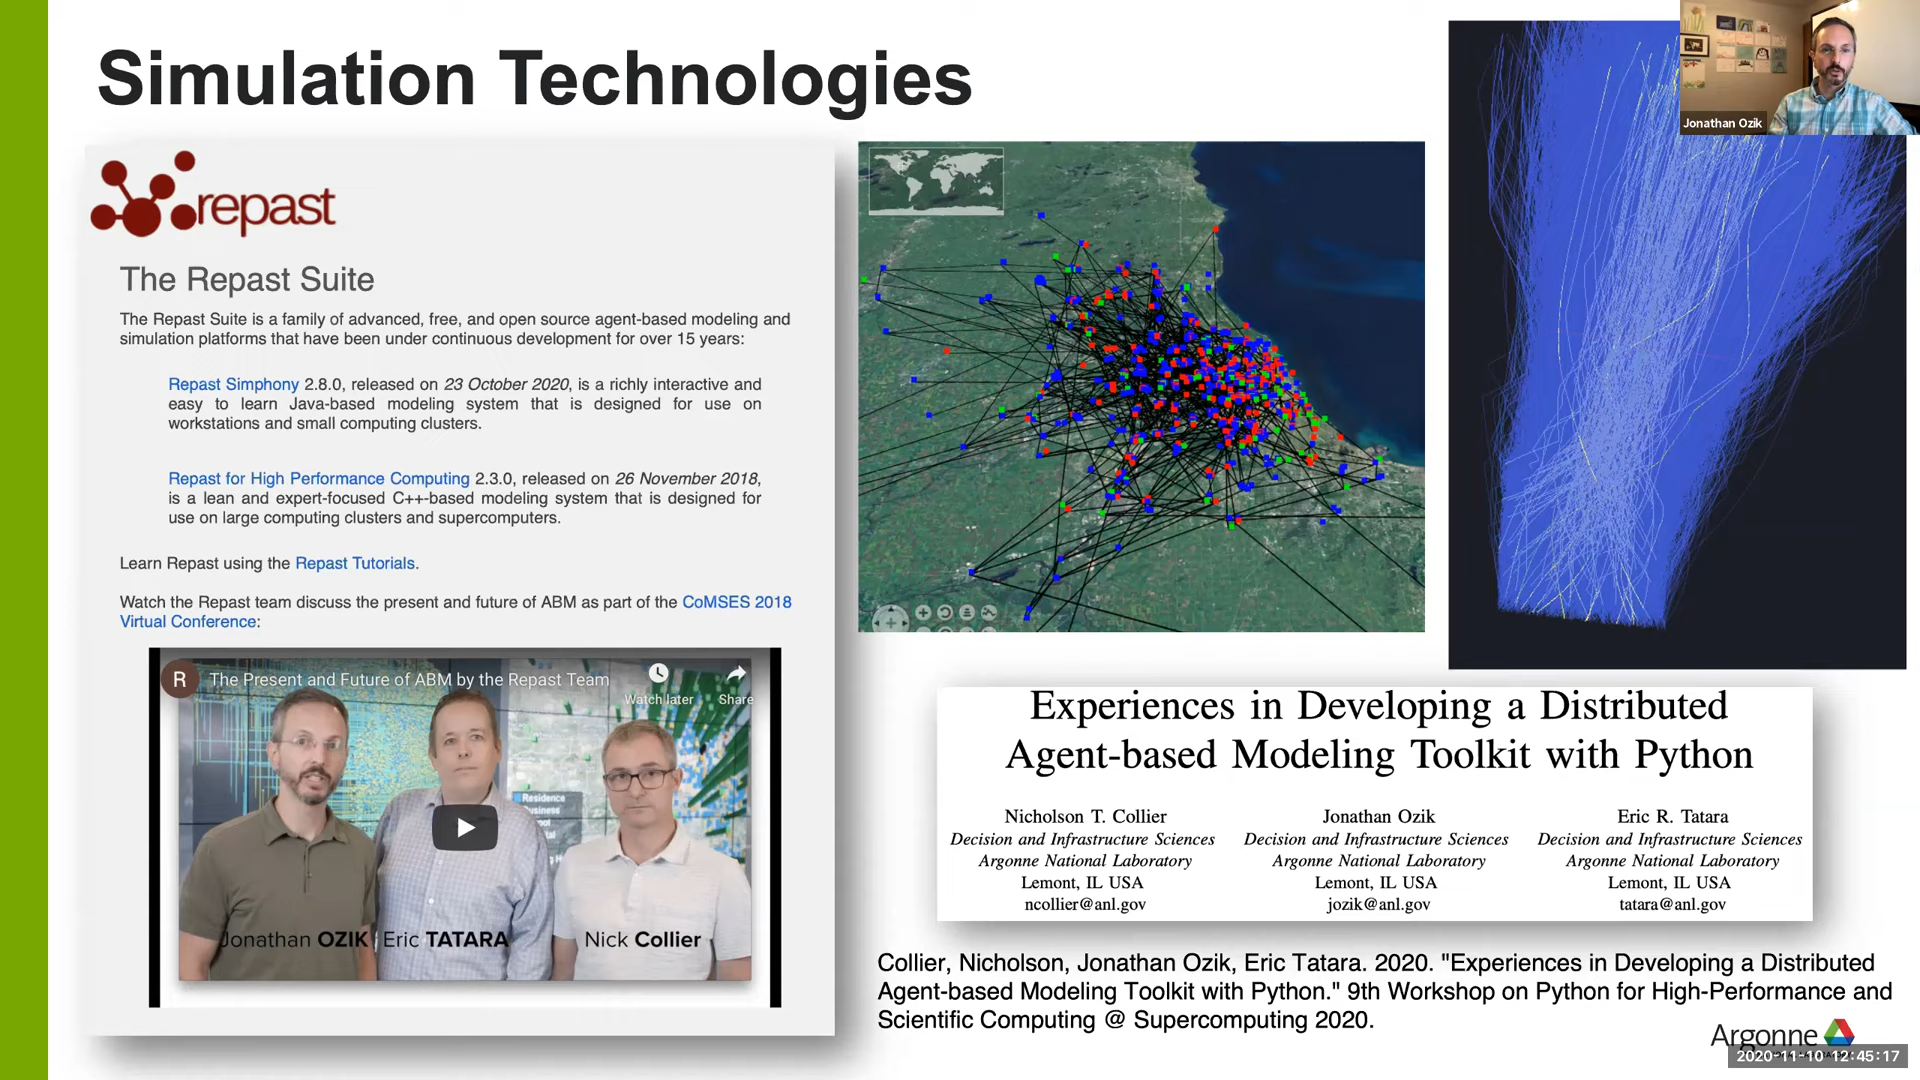 Simulation Technologies
Jonathan Ozik
repast
The Repast Suite
The Repast Suite is a family of advanced, free, and open source agent-based modeling and
simulation platforms that have been under continuous development for over 15 years:
Repast Simphony 2.8.0, released on 23 October 2020, is a richly interactive and
easy to learn Java-based modeling system that is designed for use on
workstations and small computing clusters.
Repast for High Performance Computing 2.3.0, released on 26 November 2018,
is a lean and expert-focused C++-based modeling system that is designed for
use on large computing clusters and supercomputers.
Learn Repast using the Repast Tutorials.
Watch the Repast team discuss the present and future of ABM as part of the CoMSES 2018
Virtual Conference:
R The Present and Future of ABM by the Repast Team
Watch later Share
Residence
Jonathan OZIK Eric TATARA Nick Collier
Experiences in Developing a Distributed
Agent-based Modeling Toolkit with Python
Nicholson T. Collier
Decision and Infrastructure Sciences
Argonne National Laboratory
Lemont, IL USA
ncollier@anl.gov
Jonathan Ozik
Decision and Infrastructure Sciences
Argonne National Laboratory
Lemont, IL USA
jozik@anl.gov
Eric R. Tatara
Decision and Infrastructure Sciences
Argonne National Laboratory
Lemont, IL USA
tatara@anl.gov
Collier, Nicholson, Jonathan Ozik, Eric Tatara. 2020. "Experiences in Developing a Distributed
Agent-based Modeling Toolkit with Python." 9th Workshop on Python for High-Performance and
Scientific Computing @ Supercomputing 2020.
Argonne
2020-11-10 12:45:17